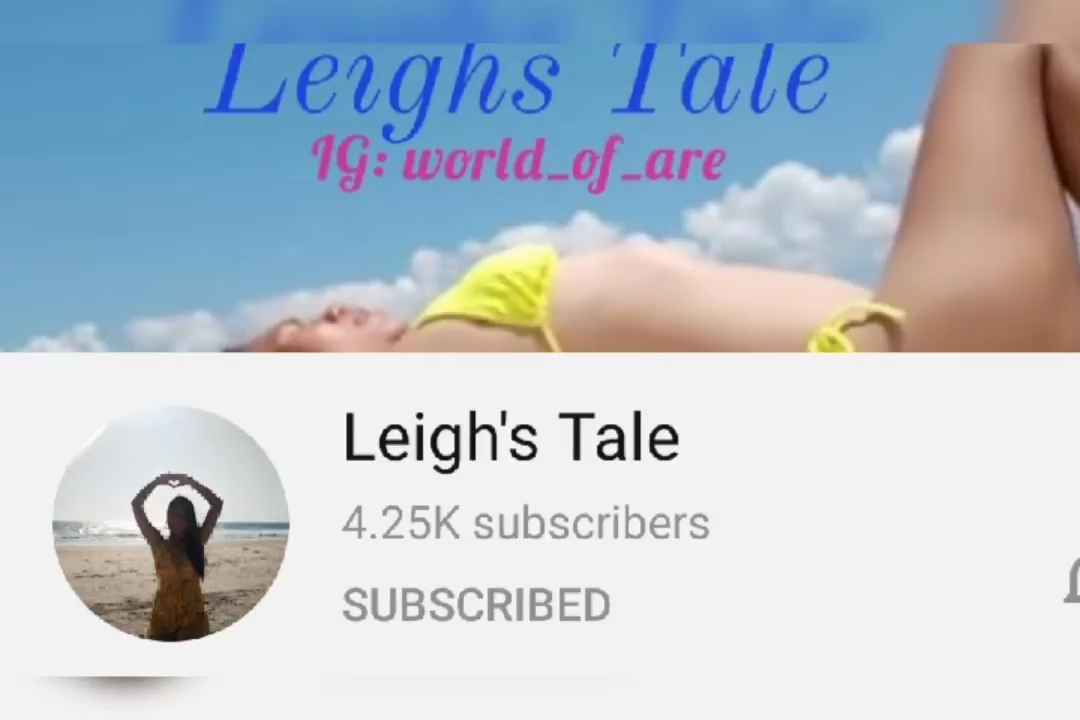 Leighs Tale
IG: world_of_are
Leigh's Tale
4.25K subscribers
SUBSCRIBED